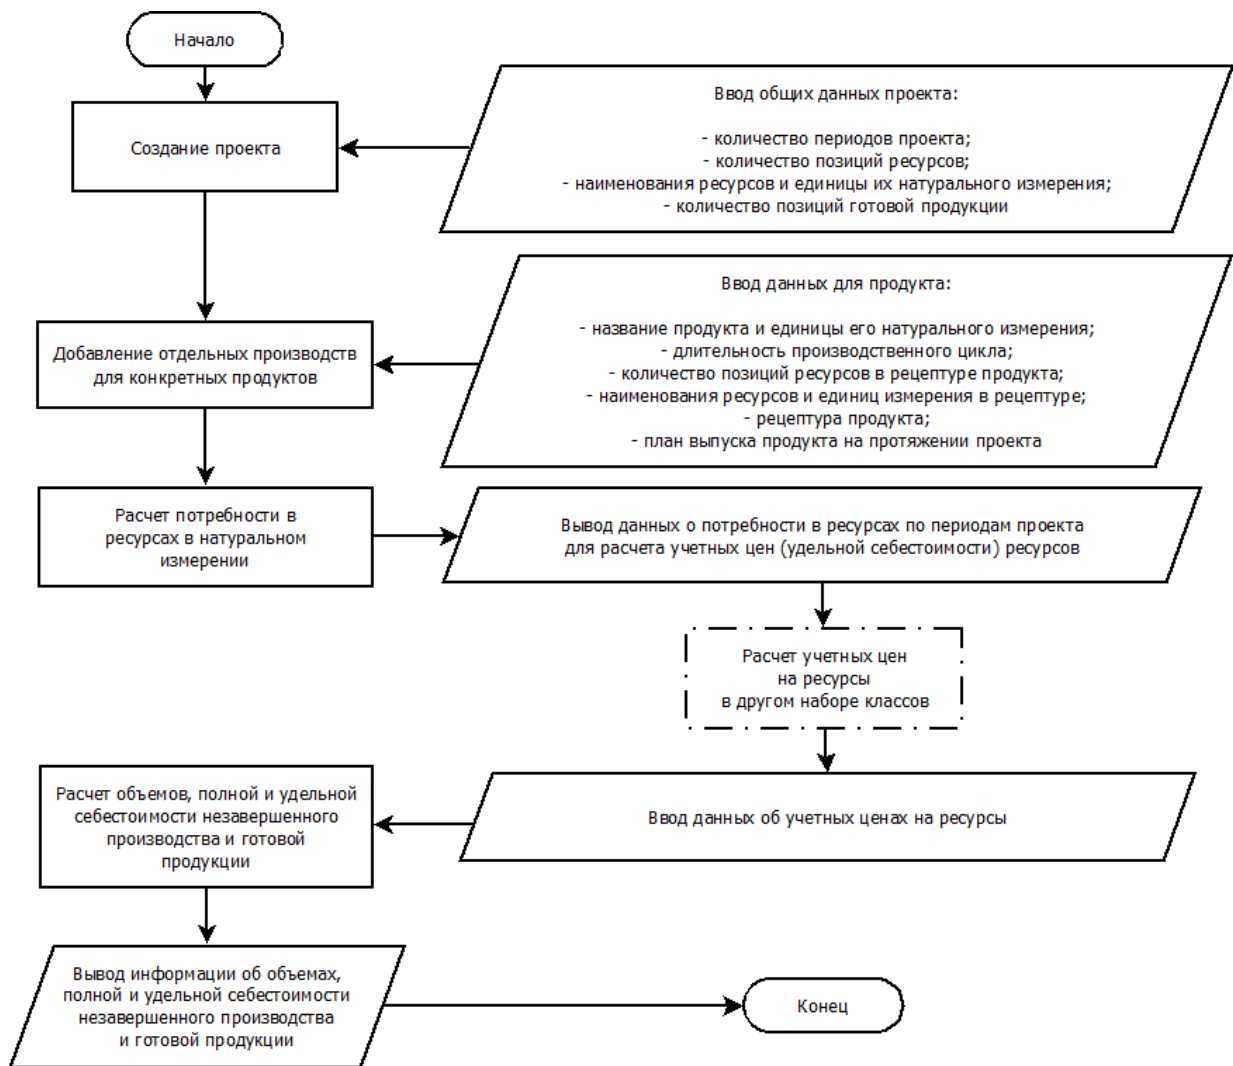 Начало
Ввод общих данных проекта:
- количество периодов проекта;
- количество позиций ресурсов;
- наименования ресурсов и единицы их натурального измерения;
- количество позиций готовой продукции
Создание проекта
Ввод данных для продукта:
- название продукта и единицы его натурального измерения;
- длительность производственного цикла;
- количество позиций ресурсов в рецептуре продукта;
- наименования ресурсов и единиц измерения в рецептуре;
- рецептура продукта;
- план выпуска продукта на протяжении проекта
Добавление отдельных производств
для конкретных продуктов
Расчет потребности в
ресурсах в натуральном
измерении
Вывод данных о потребности в ресурсах по периодам проекта
для расчета учетных цен (удельной себестоимости) ресурсов
Расчет учетных цен
на ресурсы
в другом наборе классов
Ввод данных об учетных ценах на ресурсы
Расчет объемов, полной и удельной
себестоимости незавершенного
производства и готовой
продукции
Вывод информации об объемах,
полной и удельной себестоимости
незавершенного производства
и готовой продукции
Конец